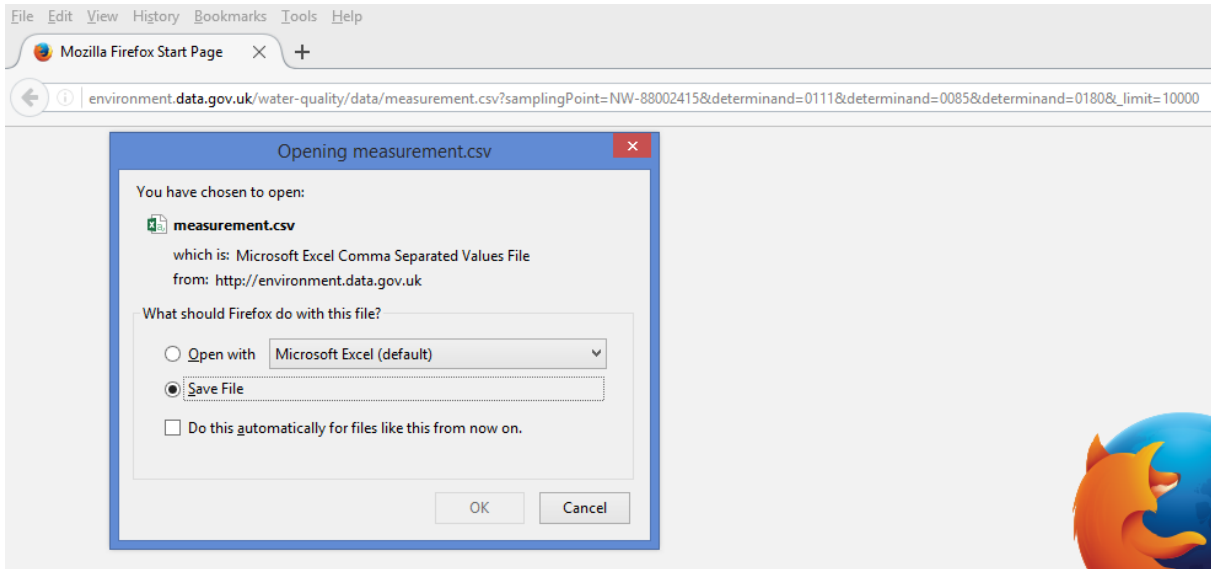 File Edit View History Bookmarks Tools Help
Mozilla Firefox Start Page
environment.data.gov.uk/water-quality/data/measurement.csv?samplingPoint=NW-88002415&determinand=0111&determinand=0085&determinand=0180&_limit=10000
Opening measurement.csv
You have chosen to open:
measurement.csv
which is: Microsoft Excel Comma Separated Values File
from: http://environment.data.gov.uk
What should Firefox do with this file?
Open with Microsoft Excel (default)
Save File
Do this automatically for files like this from now on.
OK Cancel